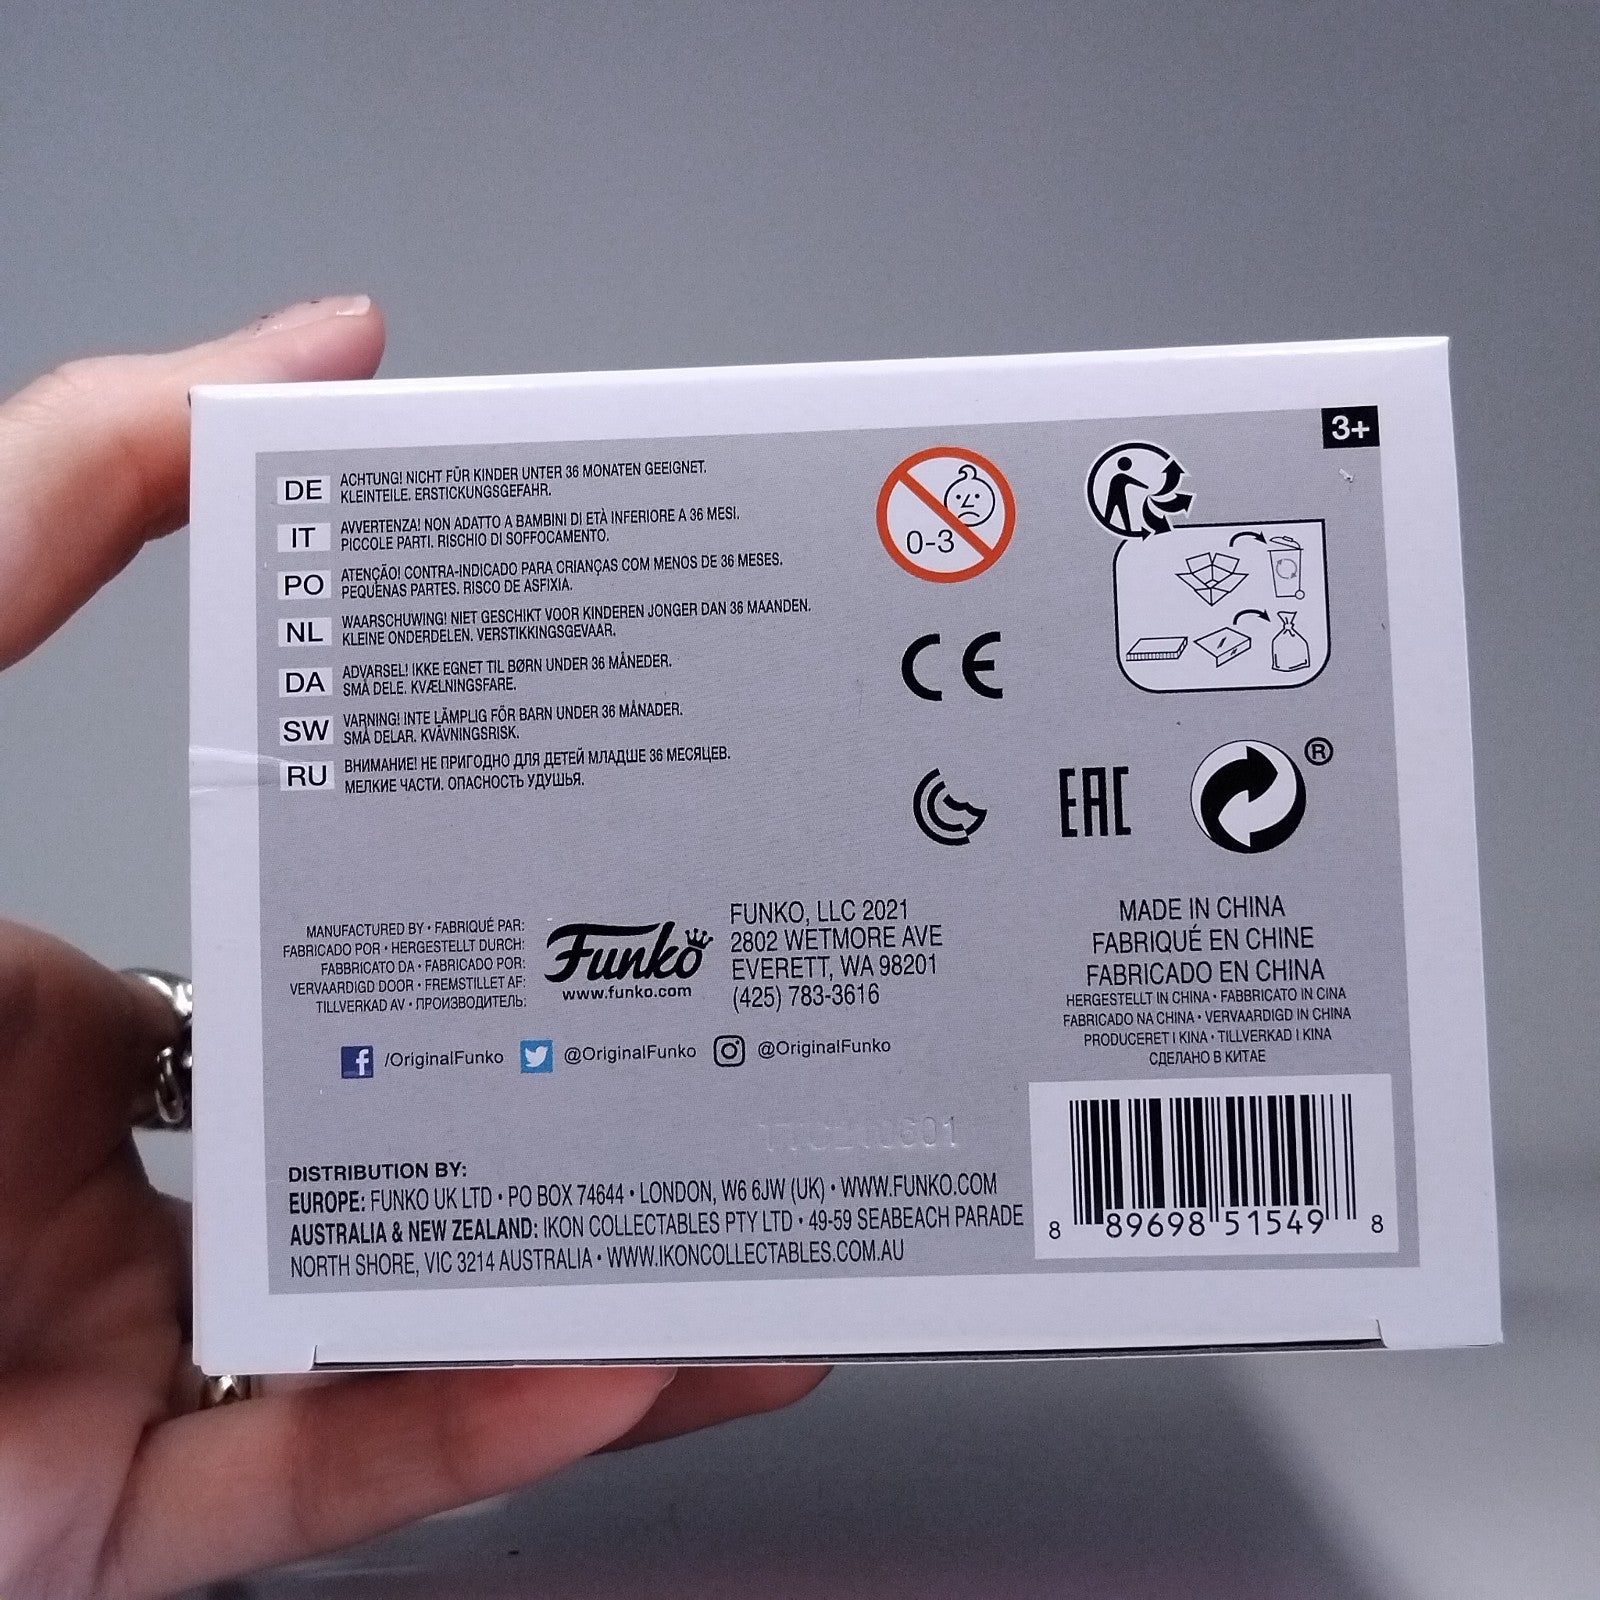 3+
DE
ACHTUNG! NICHT FÜR KINDER UNTER 36 MONATEN GEEIGNET.
KLEINTEILE. ERSTICKUNGSGEFAHR.
IT
AVVERTENZA! NON ADATTO A BAMBINI DI ETÀ INFERIORE A 36 MESI.
PICCOLE PARTI. RISCHIO DI SOFFOCAMENTO.
PO
ATENÇÃO! CONTRA-INDICADO PARA CRIANÇAS COM MENOS DE 36 MESES.
PEQUENAS PARTES. RISCO DE ASFIXIA.
NL
WAARSCHUWING! NIET GESCHIKT VOOR KINDEREN JONGER DAN 36 MAANDEN.
KLEINE ONDERDELEN. VERSTIKKINGSGEVAAR.
DA
ADVARSEL! IKKE EGNET TIL BØRN UNDER 36 MÅNEDER.
SMÅ DELE. KVÆLNINGSFARE.
SW
VARNING! INTE LÄMPLIG FÖR BARN UNDER 36 MÅNADER.
SMÅ DELAR. KVÄVNINGSRISK.
RU
ВНИМАНИЕ! НЕ ПРИГОДНО ДЛЯ ДЕТЕЙ МЛАДШЕ 36 МЕСЯЦЕВ.
МЕЛКИЕ ЧАСТИ. ОПАСНОСТЬ УДУШЬЯ.
0-3
CE
EAC
®
MANUFACTURED BY • FABRIQUÉ PAR:
FABRICADO POR • HERGESTELLT DURCH:
FABBRICATO DA • FABRICADO POR:
VERVAARDIGD DOOR • FREMSTILLET AF:
TILLVERKAD AV • ПРОИЗВОДИТЕЛЬ:
Funko
www.funko.com
FUNKO, LLC 2021
2802 WETMORE AVE
EVERETT, WA 98201
(425) 783-3616
MADE IN CHINA
FABRIQUÉ EN CHINE
FABRICADO EN CHINA
HERGESTELLT IN CHINA • FABBRICATO IN CINA
FABRICADO NA CHINA • VERVAARDIGD IN CHINA
PRODUCERET I KINA • TILLVERKAD I KINA
СДЕЛАНО В КИТАЕ
/OriginalFunko @OriginalFunko @OriginalFunko
DISTRIBUTION BY:
EUROPE: FUNKO UK LTD • PO BOX 74644 • LONDON, W6 6JW (UK) • WWW.FUNKO.COM
AUSTRALIA & NEW ZEALAND: IKON COLLECTABLES PTY LTD • 49-59 SEABEACH PARADE
NORTH SHORE, VIC 3214 AUSTRALIA • WWW.IKONCOLLECTABLES.COM.AU
8 89698 51549 8